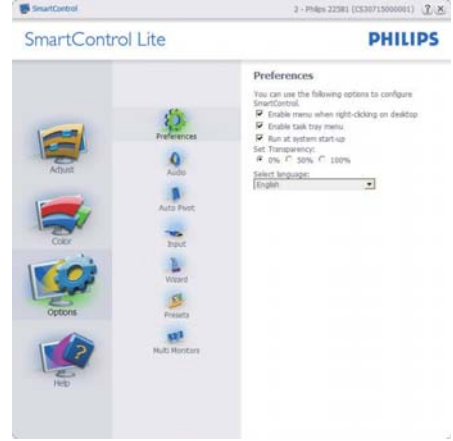 SmartControl
2 - Philips 225B1 (CS30715000001)
SmartControl Lite
PHILIPS
Adjust
Color
Options
Help
Preferences
Audio
Auto Pivot
Input
Wizard
Presets
Multi Monitors
Preferences
You can use the following options to configure
SmartControl.
Enable menu when right-clicking on desktop
Enable task tray menu
Run at system start-up
Set Transparency:
0% 50% 100%
Select language:
English